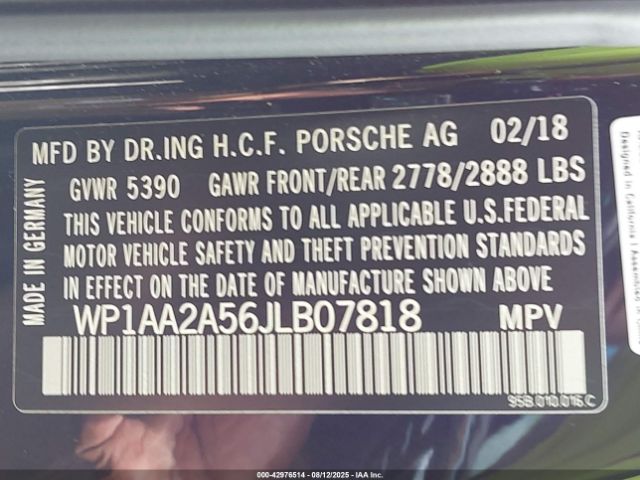 MFD BY DR.ING H.C.F. PORSCHE AG 02/18
GVWR 5390 GAWR FRONT/REAR 2778/2888 LBS
THIS VEHICLE CONFORMS TO ALL APPLICABLE U.S.FEDERAL
MOTOR VEHICLE SAFETY AND THEFT PREVENTION STANDARDS
IN EFFECT ON THE DATE OF MANUFACTURE SHOWN ABOVE
WP1AA2A56JLB07818 MPV
MADE IN GERMANY
95B.010.016.C
000-42976514 - 08/12/2025 - IAA Inc.